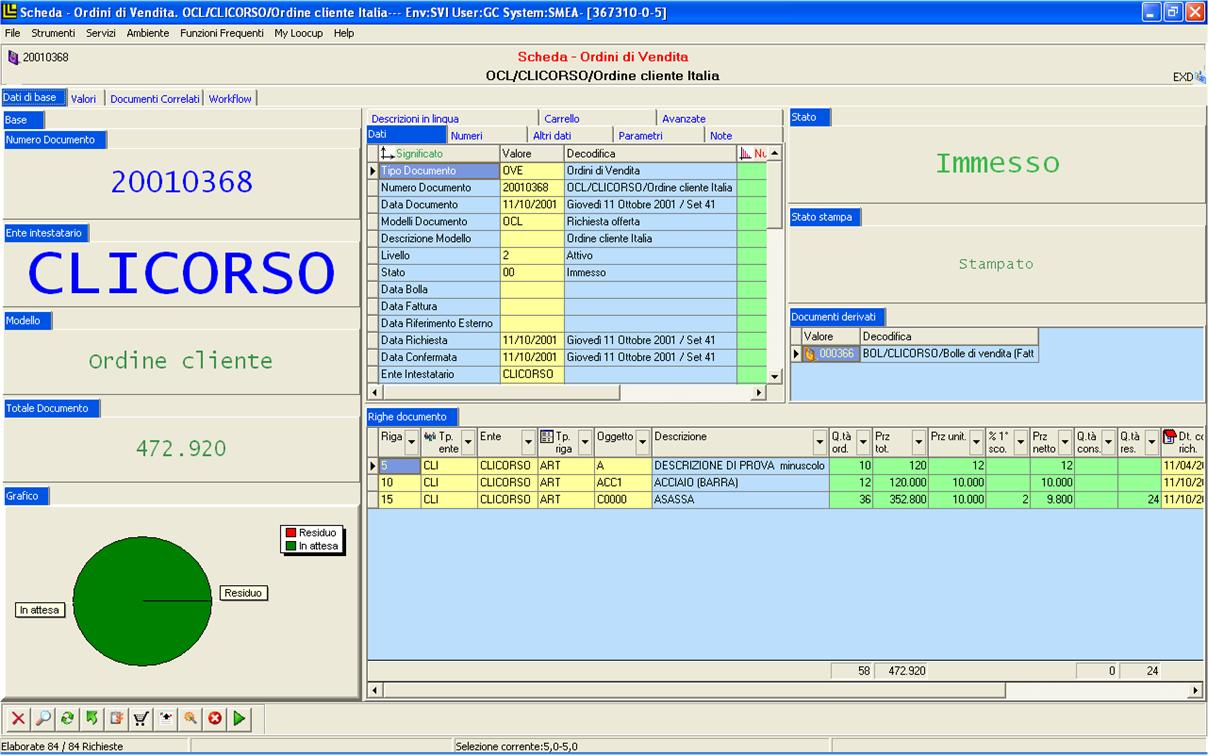 Scheda - Ordini di Vendita. OCL/CLICORSO/Ordine cliente Italia--- Env:SVI User:GC System:SMEA- [367310-0-5]
File Strumenti Servizi Ambiente Funzioni Frequenti My Loocup Help
20010368
Scheda - Ordini di Vendita
OCL/CLICORSO/Ordine cliente Italia
EXD
Dati di base Valori Documenti Correlati Workflow
Base
Numero Documento
20010368
Ente intestatario
CLICORSO
Modello
Ordine cliente
Totale Documento
472.920
Grafico
Residuo
In attesa
Residuo
In attesa
Descrizioni in lingua Carrello Avanzate
Dati Numeri Altri dati Parametri Note
Significato Valore Decodifica Nu
Tipo Documento OVE Ordini di Vendita
Numero Documento 20010368 OCL/CLICORSO/Ordine cliente Italia
Data Documento 11/10/2001 Giovedì 11 Ottobre 2001 / Set 41
Modelli Documento OCL Richiesta offerta
Descrizione Modello Ordine cliente Italia
Livello 2 Attivo
Stato 00 Immesso
Data Bolla
Data Fattura
Data Riferimento Esterno
Data Richiesta 11/10/2001 Giovedì 11 Ottobre 2001 / Set 41
Data Confermata 11/10/2001 Giovedì 11 Ottobre 2001 / Set 41
Ente Intestatario CLICORSO
Stato
Immesso
Stato stampa
Stampato
Documenti derivati
Valore Decodifica
000366 BOL/CLICORSO/Bolle di vendita (Fatt
Righe documento
Riga Tp. ente Ente Tp. riga Oggetto Descrizione Q.tà ord. Prz tot. Prz unit. % 1° sco. Prz netto Q.tà cons. Q.tà res. Dt. co rich.
5 CLI CLICORSO ART A DESCRIZIONE DI PROVA minuscolo 10 120 12 12 11/04/20
10 CLI CLICORSO ART ACC1 ACCIAIO (BARRA) 12 120.000 10.000 10.000 11/10/20
15 CLI CLICORSO ART C0000 ASASSA 36 352.800 10.000 2 9.800 24 11/10/20
58 472.920 0 24
Elaborate 84 / 84 Richieste
Selezione corrente:5,0-5,0